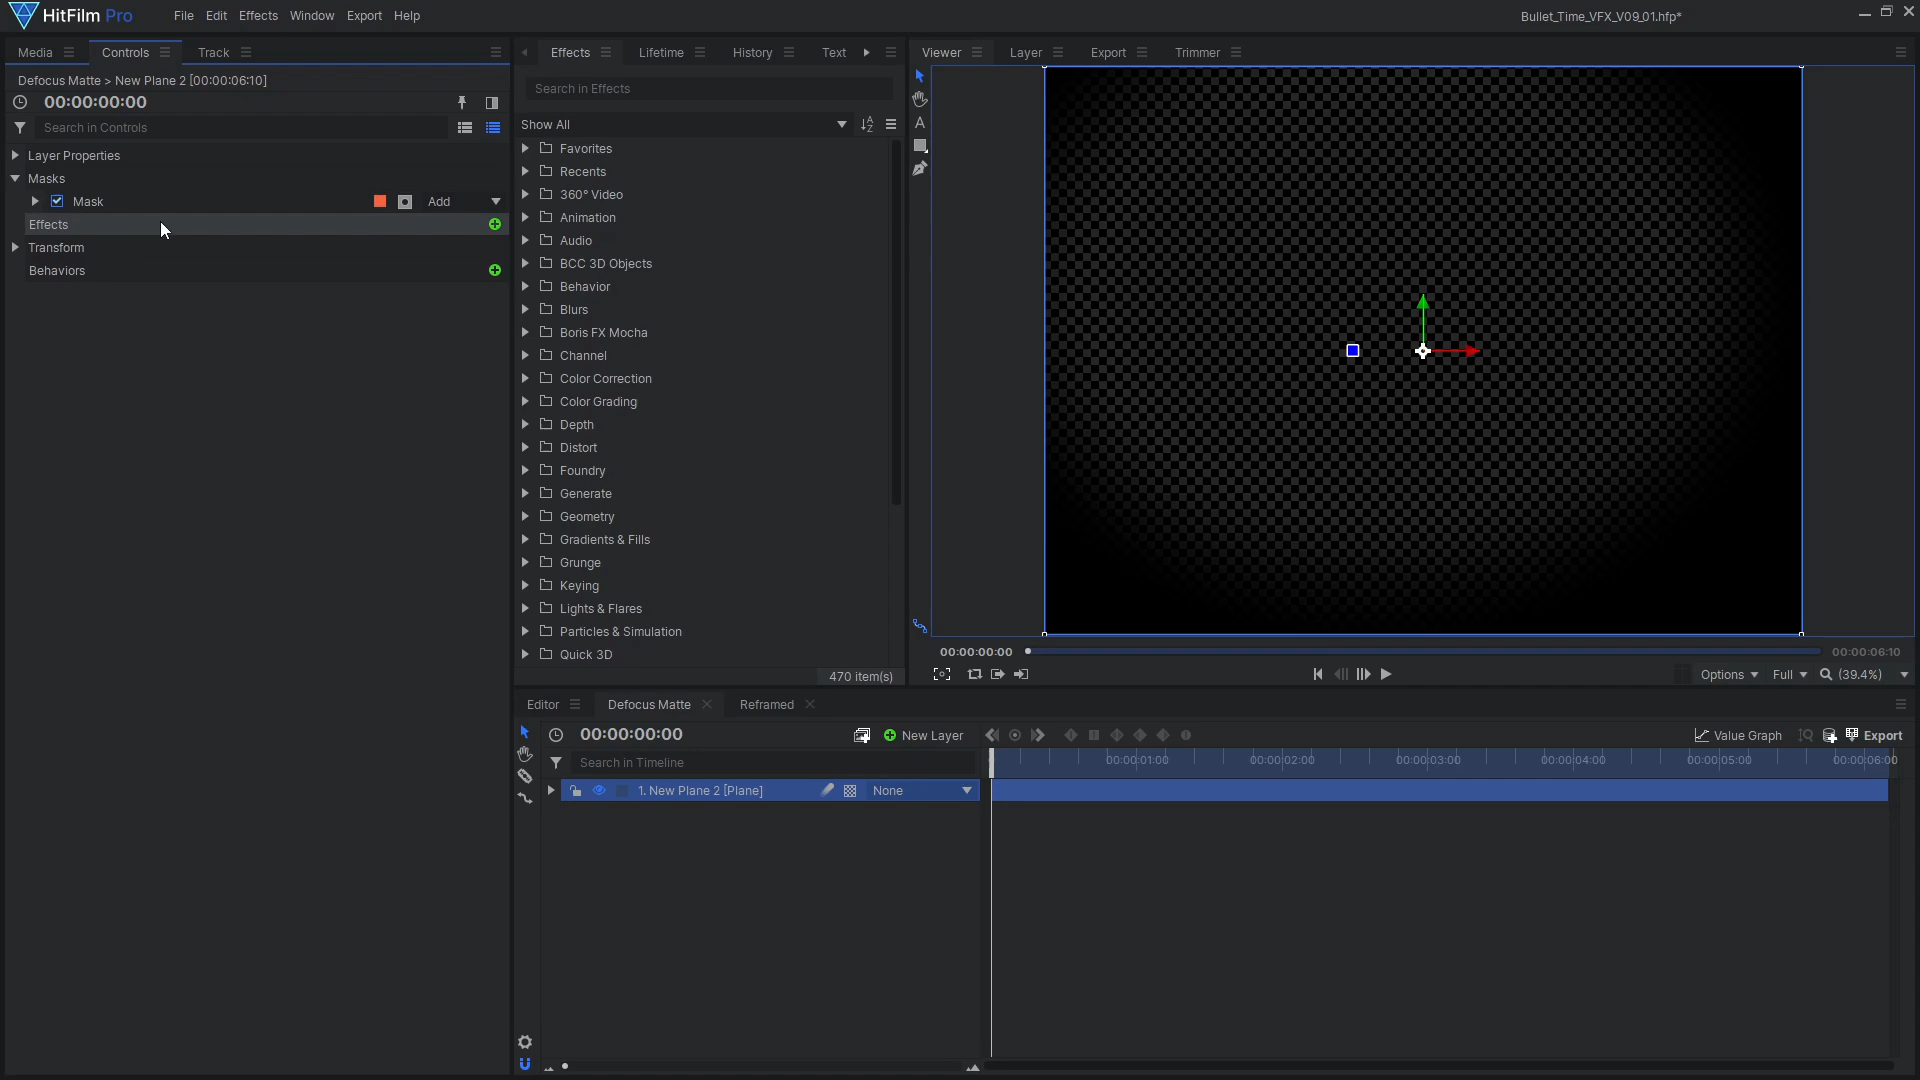 HitFilm Pro
File Edit Effects Window Export Help
Bullet_Time_VFX_V09_01.hfp*
Media
Controls
Track
Effects
Lifetime
History
Text
Viewer
Layer
Export
Trimmer
Defocus Matte > New Plane 2 [00:00:06:10]
00:00:00:00
Search in Controls
Layer Properties
Masks
Mask
Add
Effects
Transform
Behaviors
Search in Effects
Show All
Favorites
Recents
360° Video
Animation
Audio
BCC 3D Objects
Behavior
Blurs
Boris FX Mocha
Channel
Color Correction
Color Grading
Depth
Distort
Foundry
Generate
Geometry
Gradients & Fills
Grunge
Keying
Lights & Flares
Particles & Simulation
Quick 3D
470 item(s)
A
00:00:00:00
00:00:06:10
Options
Full
(39.4%)
Editor
Defocus Matte
Reframed
00:00:00:00
New Layer
Value Graph
Export
Search in Timeline
00:00:01:00
00:00:02:00
00:00:03:00
00:00:04:00
00:00:05:00
00:00:06:00
1. New Plane 2 [Plane]
None